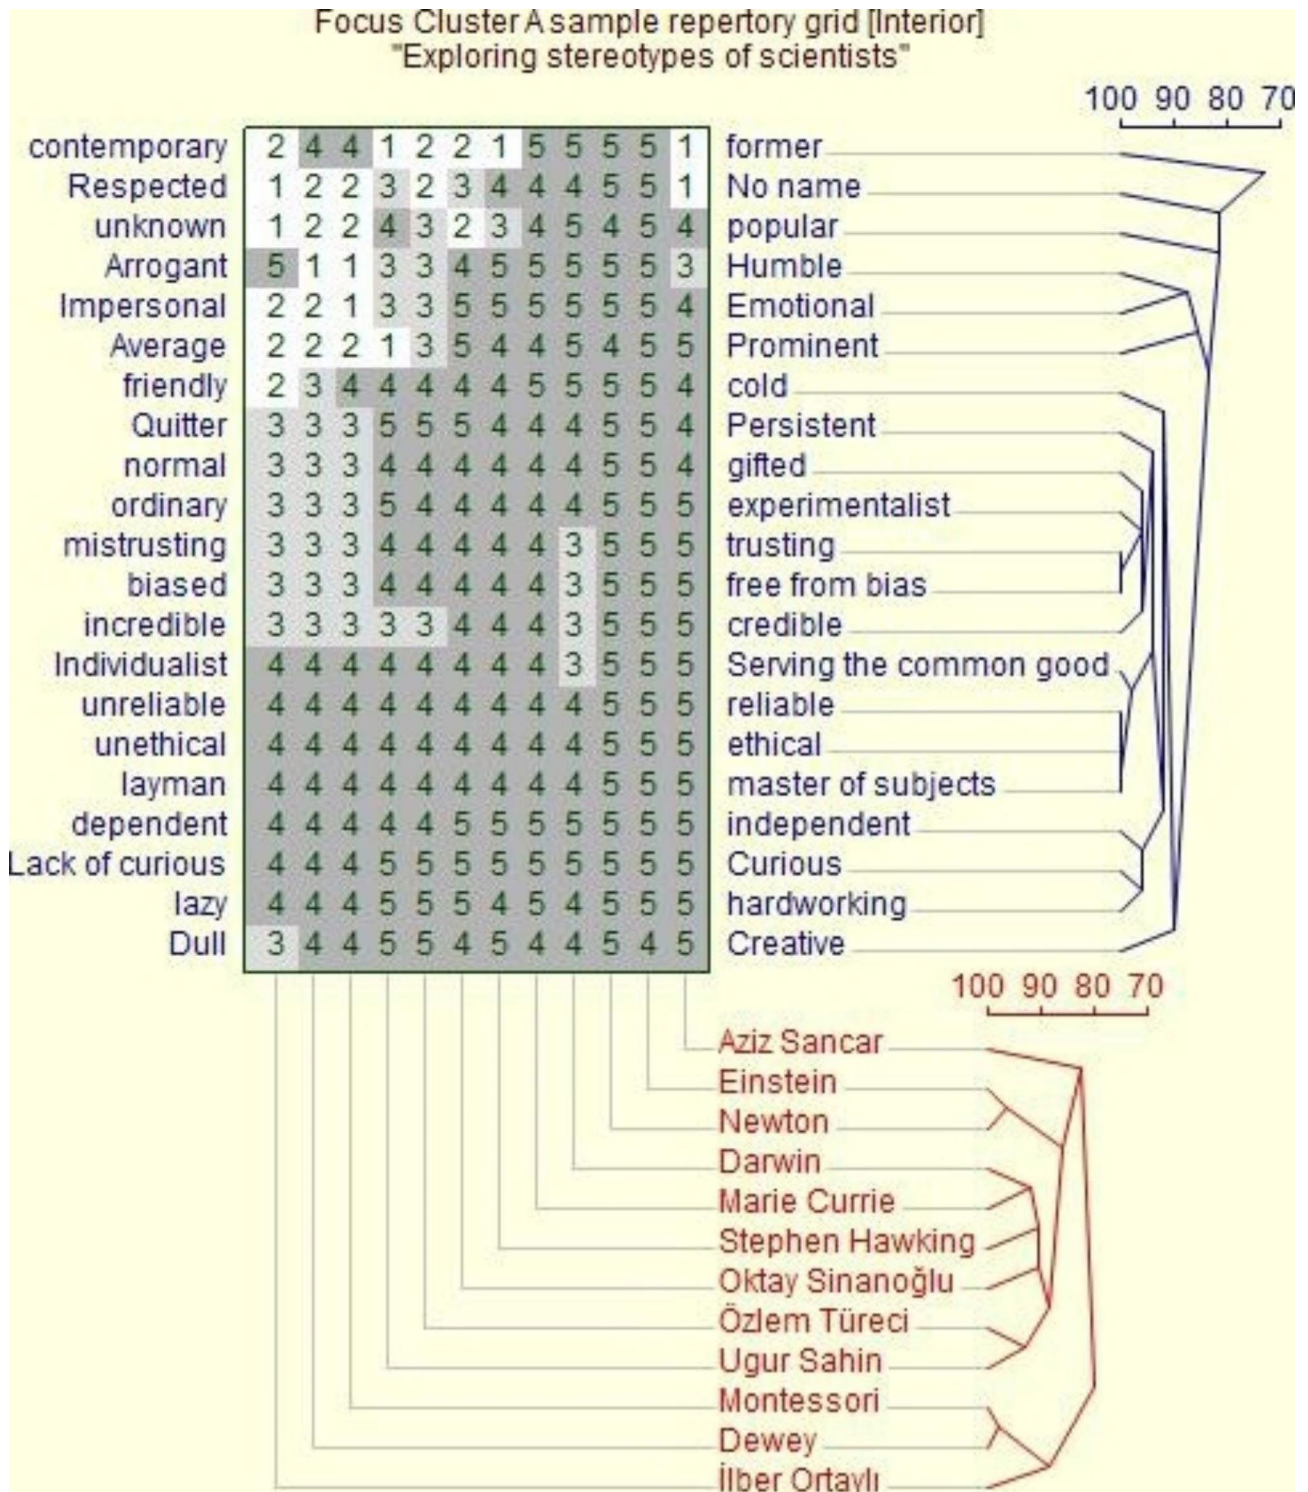 Focus Cluster A sample repertory grid [Interior]
"Exploring stereotypes of scientists"
100 90 80 70
contemporary 2 4 4 1 2 2 1 5 5 5 5 1 former
Respected 1 2 2 3 2 3 4 4 4 5 5 1 No name
unknown 1 2 2 4 3 2 3 4 5 4 5 4 popular
Arrogant 5 1 1 3 3 4 5 5 5 5 5 3 Humble
Impersonal 2 2 1 3 3 5 5 5 5 5 5 4 Emotional
Average 2 2 2 1 3 5 4 4 5 4 5 5 Prominent
friendly 2 3 4 4 4 4 4 5 5 5 5 4 cold
Quitter 3 3 3 5 5 5 4 4 4 5 5 4 Persistent
normal 3 3 3 4 4 4 4 4 4 5 5 4 gifted
ordinary 3 3 3 5 4 4 4 4 4 5 5 5 experimentalist
mistrusting 3 3 3 4 4 4 4 4 3 5 5 5 trusting
biased 3 3 3 4 4 4 4 4 3 5 5 5 free from bias
incredible 3 3 3 3 3 4 4 4 3 5 5 5 credible
Individualist 4 4 4 4 4 4 4 4 3 5 5 5 Serving the common good
unreliable 4 4 4 4 4 4 4 4 4 5 5 5 reliable
unethical 4 4 4 4 4 4 4 4 4 5 5 5 ethical
layman 4 4 4 4 4 4 4 4 4 5 5 5 master of subjects
dependent 4 4 4 4 4 5 5 5 5 5 5 5 independent
Lack of curious 4 4 4 5 5 5 5 5 5 5 5 5 Curious
lazy 4 4 4 5 5 5 4 5 4 5 5 5 hardworking
Dull 3 4 4 5 5 4 5 4 4 5 4 5 Creative
100 90 80 70
Aziz Sancar
Einstein
Newton
Darwin
Marie Currie
Stephen Hawking
Oktay Sinanoğlu
Özlem Türeci
Ugur Sahin
Montessori
Dewey
İlber Ortaylı